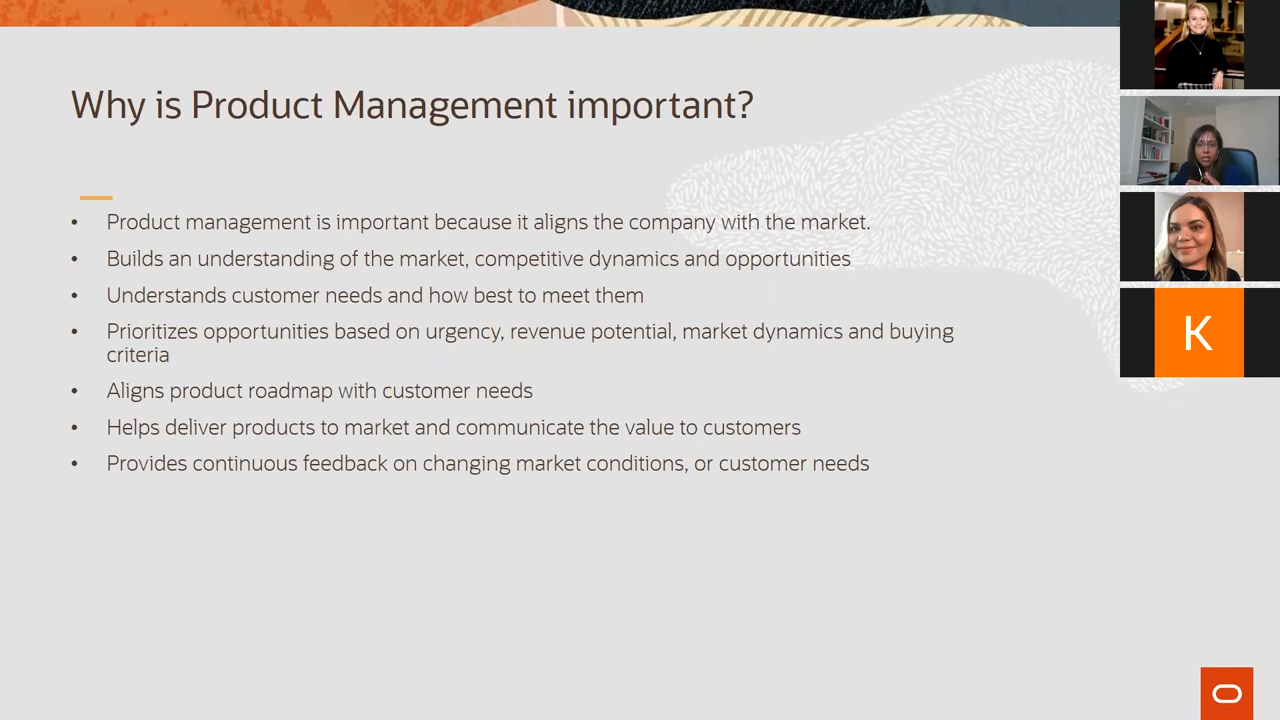 Why is Product Management important?
• Product management is important because it aligns the company with the market.
• Builds an understanding of the market, competitive dynamics and opportunities
• Understands customer needs and how best to meet them
• Prioritizes opportunities based on urgency, revenue potential, market dynamics and buying
criteria
• Aligns product roadmap with customer needs
• Helps deliver products to market and communicate the value to customers
• Provides continuous feedback on changing market conditions, or customer needs
K